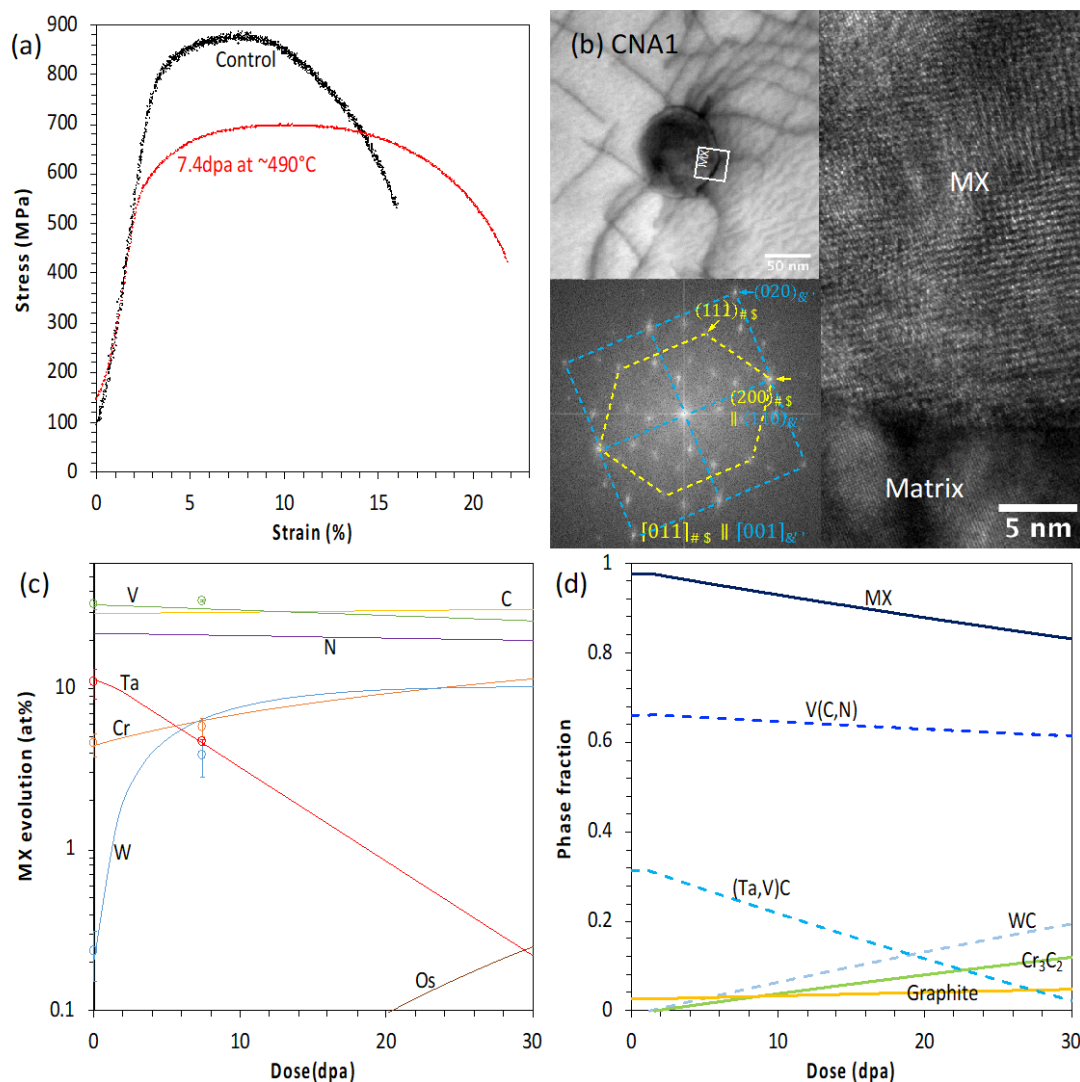 (a)
900
800
700
600
500
400
300
200
100
0
Stress (MPa)
Control
7.4dpa at ~490°C
0 5 10 15 20
Strain (%)
(b) CNA1
MX
50 nm
MX
Matrix
5 nm
(020)&'
(111̄)# $
(200)# $
[011]# $ ∥ [001]&''
(c)
10
1
0.1
MX evolution (at%)
V
C
N
Ta
Cr
W
Os
0 10 20 30
Dose(dpa)
(d)
1
0.8
0.6
0.4
0.2
0
Phase fraction
MX
V(C,N)
(Ta,V)C
WC
Cr₃C₂
Graphite
0 10 20 30
Dose (dpa)